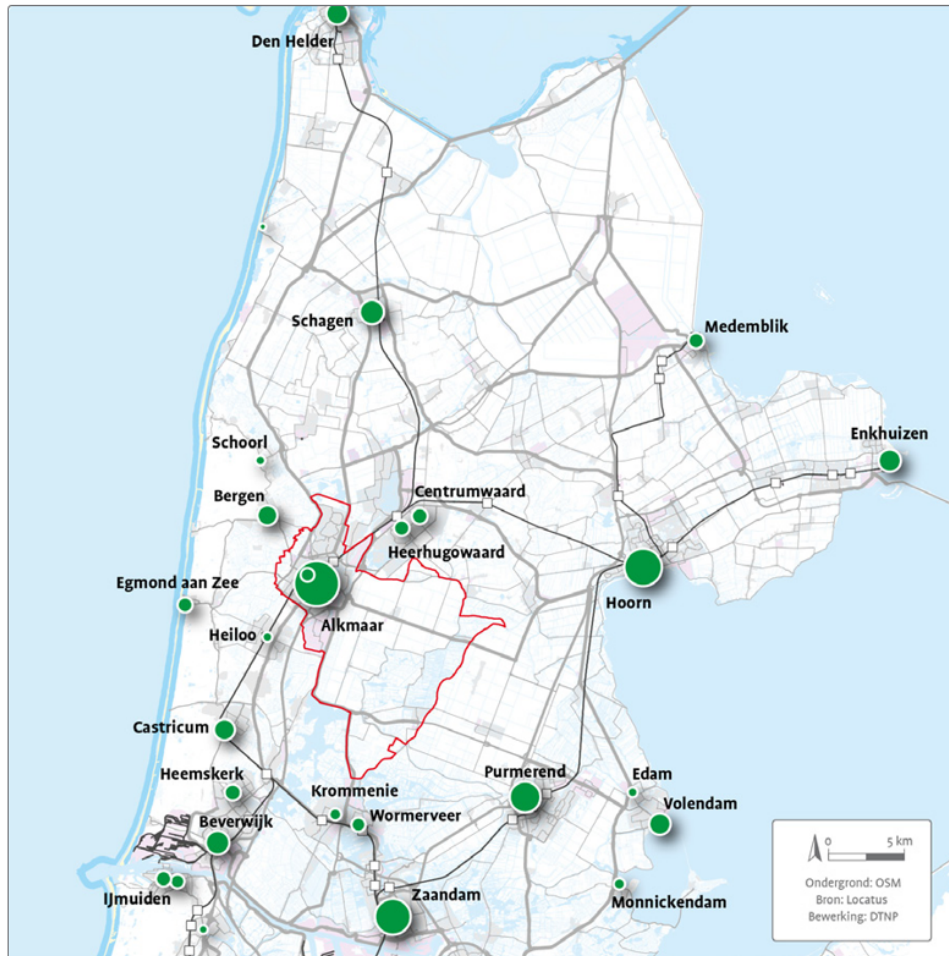 Den Helder
Schagen
Medemblik
Schoorl
Enkhuizen
Bergen
Centrumwaard
Heerhugowaard
Egmond aan Zee
Hoorn
Alkmaar
Heiloo
Castricum
Heemskerk
Purmerend
Edam
Krommenie
Volendam
Wormerveer
Beverwijk
IJmuiden
Zaandam
Monnickendam
0 5 km
Ondergrond: OSM
Bron: Locatus
Bewerking: DTNP